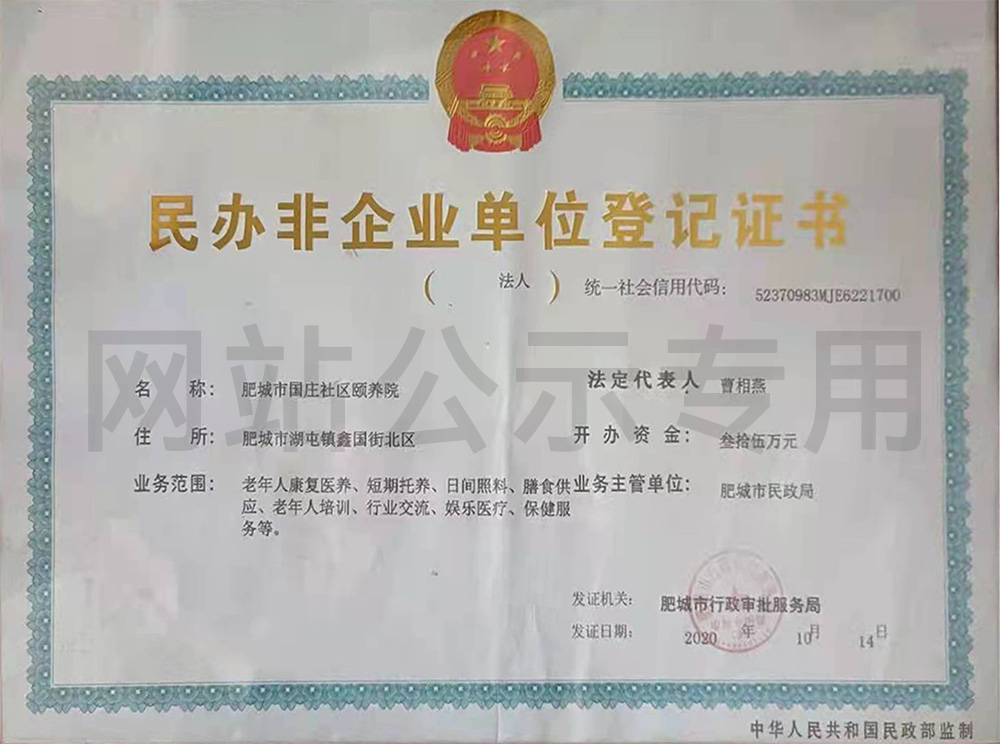 民办非企业单位登记证书
( 法人 ) 统一社会信用代码: 52370983MJE6221700
网站公示专用
名 称: 肥城市国庄社区颐养院
法定代表人 曹相燕
住 所: 肥城市湖屯镇鑫国街北区
开办资金: 叁拾伍万元
业务范围: 老年人康复医养、短期托养、日间照料、膳食供
应、老年人培训、行业交流、娱乐医疗、保健服
务等。
业务主管单位: 肥城市民政局
发证机关: 肥城市行政审批服务局
发证日期: 2020 年 10月 14日
中华人民共和国民政部监制